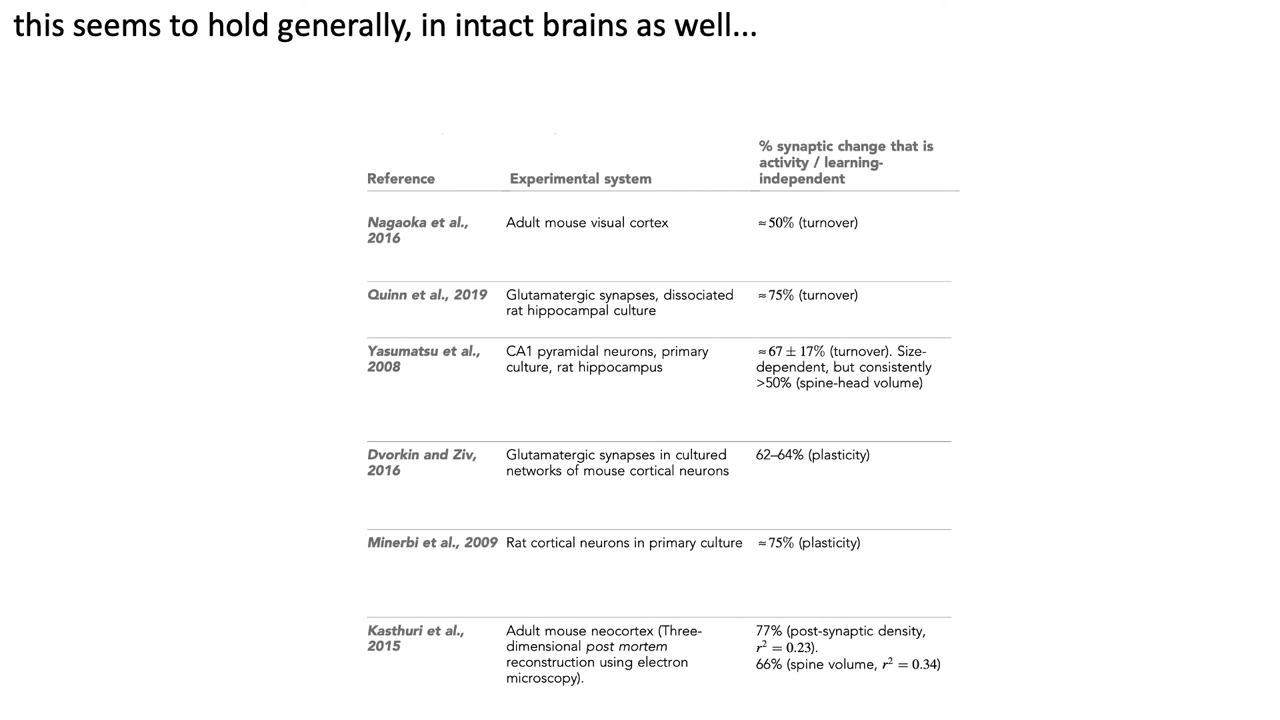 this seems to hold generally, in intact brains as well...
% synaptic change that is
activity / learning-
Reference Experimental system independent
Nagaoka et al., Adult mouse visual cortex ≈50% (turnover)
2016
Quinn et al., 2019 Glutamatergic synapses, dissociated ≈75% (turnover)
rat hippocampal culture
Yasumatsu et al., CA1 pyramidal neurons, primary ≈67 ± 17% (turnover). Size-
2008 culture, rat hippocampus dependent, but consistently
>50% (spine-head volume)
Dvorkin and Ziv, Glutamatergic synapses in cultured 62–64% (plasticity)
2016 networks of mouse cortical neurons
Minerbi et al., 2009 Rat cortical neurons in primary culture ≈75% (plasticity)
Kasthuri et al., Adult mouse neocortex (Three- 77% (post-synaptic density,
2015 dimensional post mortem r² = 0.23).
reconstruction using electron 66% (spine volume, r² = 0.34)
microscopy).